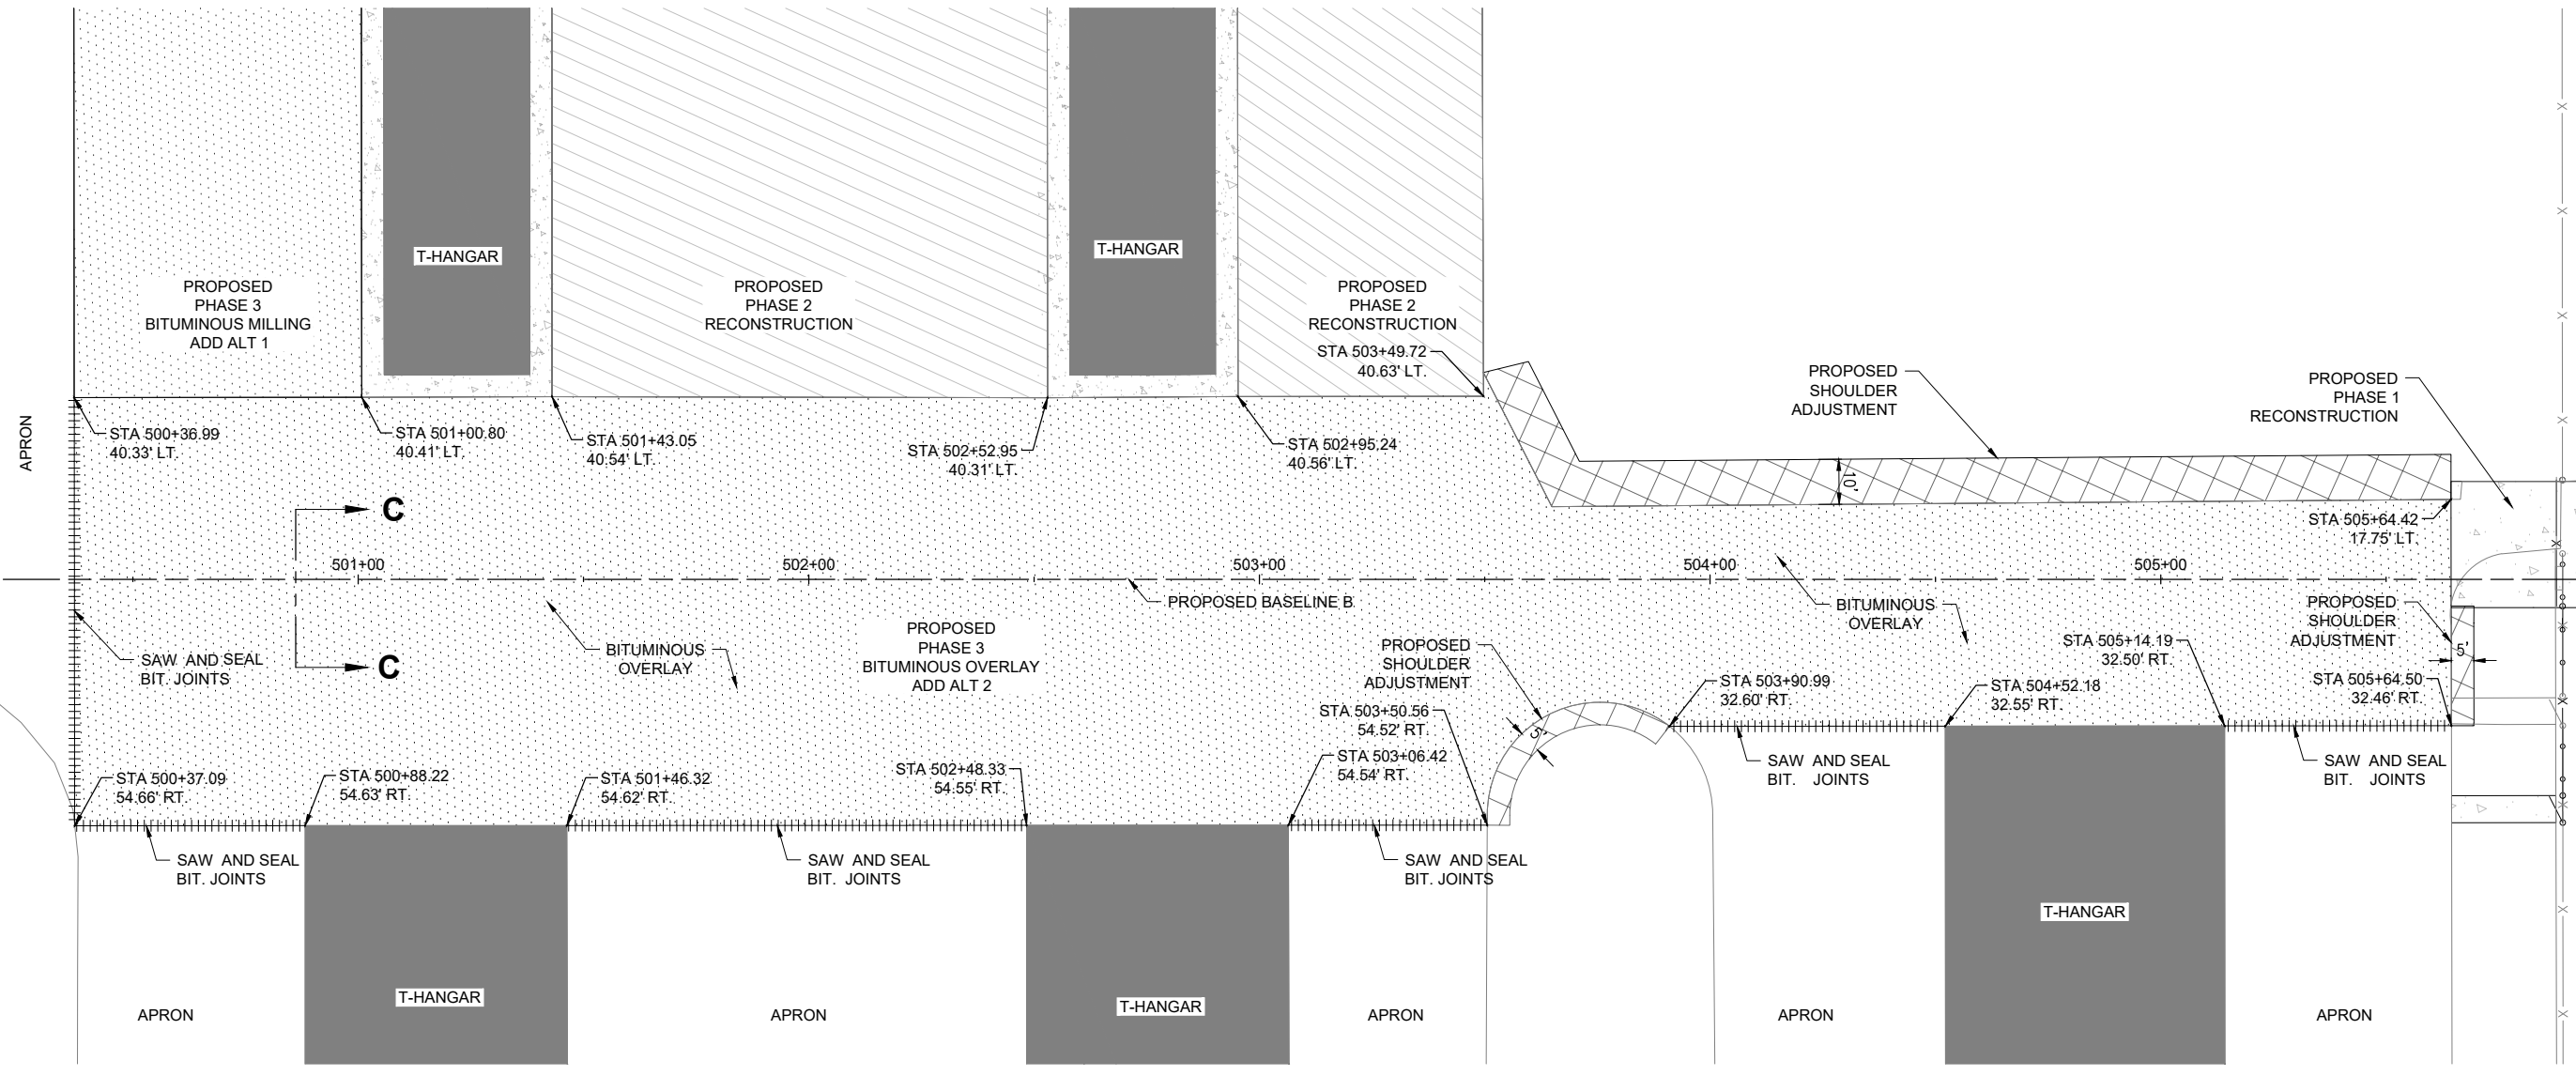 T-HANGAR
T-HANGAR
PROPOSED
PHASE 3
BITUMINOUS MILLING
ADD ALT 1
PROPOSED
PHASE 2
RECONSTRUCTION
PROPOSED
PHASE 2
RECONSTRUCTION
STA 503+49.72
40.63' LT.
PROPOSED
SHOULDER
ADJUSTMENT
PROPOSED
PHASE 1
RECONSTRUCTION
APRON
STA 500+36.99
40.33' LT.
STA 501+00.80
40.41' LT.
STA 501+43.05
40.54' LT.
STA 502+52.95
40.31' LT.
STA 502+95.24
40.56' LT.
10'
STA 505+64.42
17.75' LT.
C
501+00
502+00
503+00
504+00
505+00
PROPOSED BASELINE B
BITUMINOUS
OVERLAY
PROPOSED
SHOULDER
ADJUSTMENT
SAW AND SEAL
BIT. JOINTS
C
BITUMINOUS
OVERLAY
PROPOSED
PHASE 3
BITUMINOUS OVERLAY
ADD ALT 2
PROPOSED
SHOULDER
ADJUSTMENT
STA 505+14.19
32.50' RT.
5'
STA 503+90.99
32.60' RT.
STA 504+52.18
32.55' RT.
STA 505+64.50
32.46' RT.
STA 503+50.56
54.52' RT.
5'
STA 503+06.42
54.54' RT.
STA 500+37.09
54.66' RT.
STA 500+88.22
54.63' RT.
STA 501+46.32
54.62' RT.
STA 502+48.33
54.55' RT.
SAW AND SEAL
BIT. JOINTS
SAW AND SEAL
BIT. JOINTS
SAW AND SEAL
BIT. JOINTS
SAW AND SEAL
BIT. JOINTS
SAW AND SEAL
BIT. JOINTS
T-HANGAR
T-HANGAR
T-HANGAR
APRON
APRON
APRON
APRON
APRON